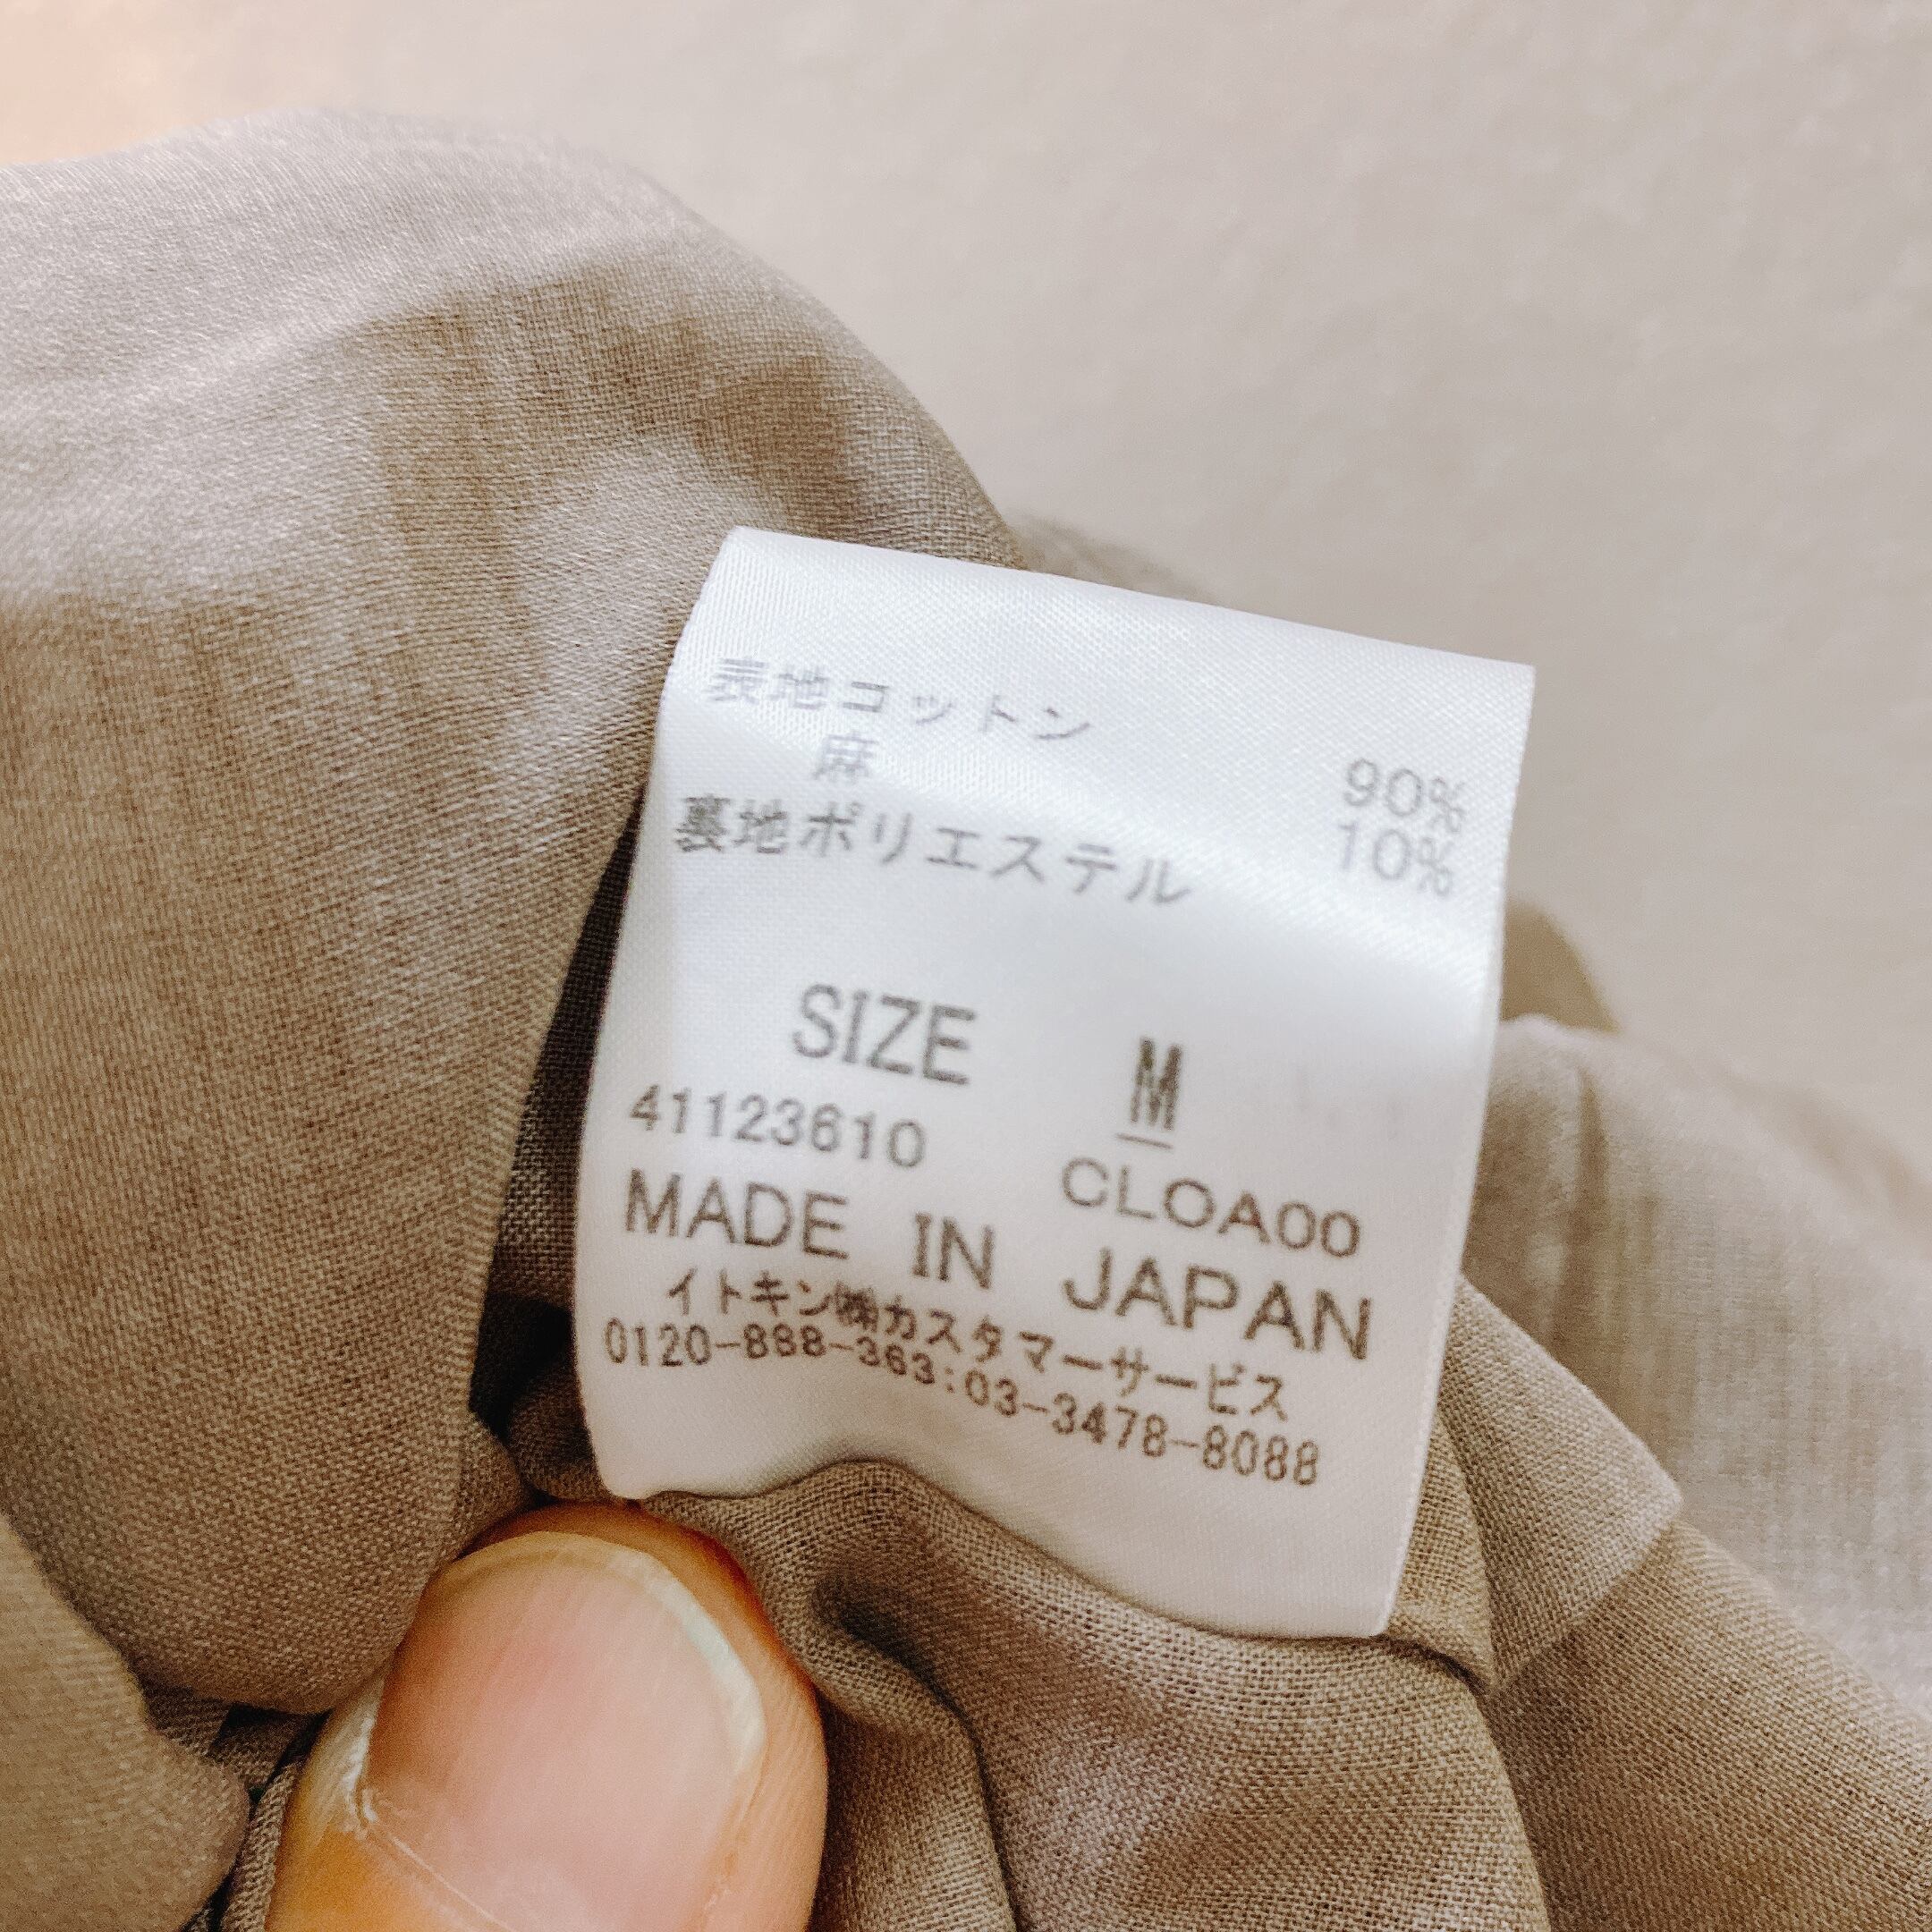 表地コットン 90%
麻 10%
裏地ポリエステル
SIZE M
41123610 CLOA00
MADE IN JAPAN
イトキン㈱カスタマーサービス
0120-888-363:03-3478-8088